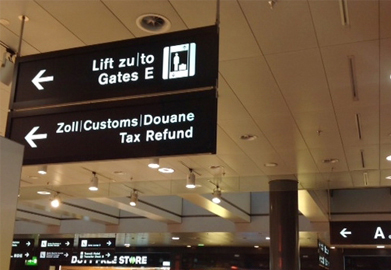 Lift zu|to
Gates E
Zoll|Customs|Douane
Tax Refund
A
DUTY FREE STORE